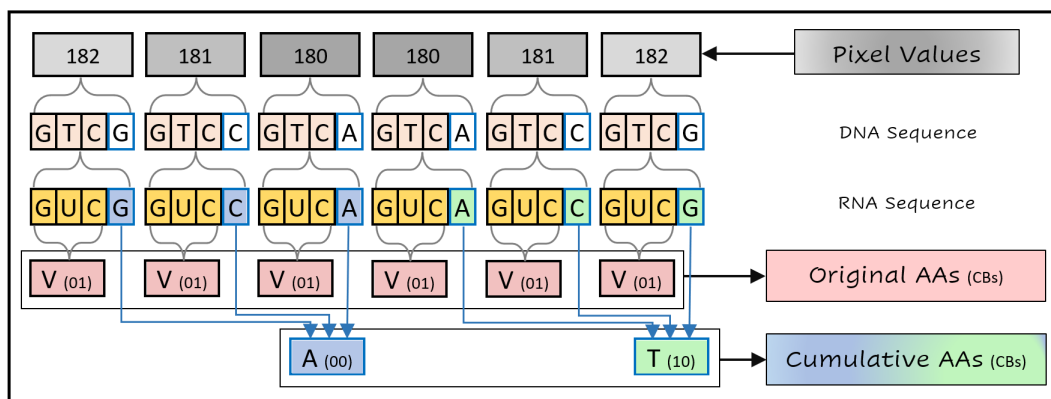 182 181 180 180 181 182 Pixel Values
G T C G G T C C G T C A G T C A G T C C G T C G DNA Sequence
G U C G G U C C G U C A G U C A G U C C G U C G RNA Sequence
V (01) V (01) V (01) V (01) V (01) V (01) Original AAs (CBs)
A (00) T (10) Cumulative AAs (CBs)